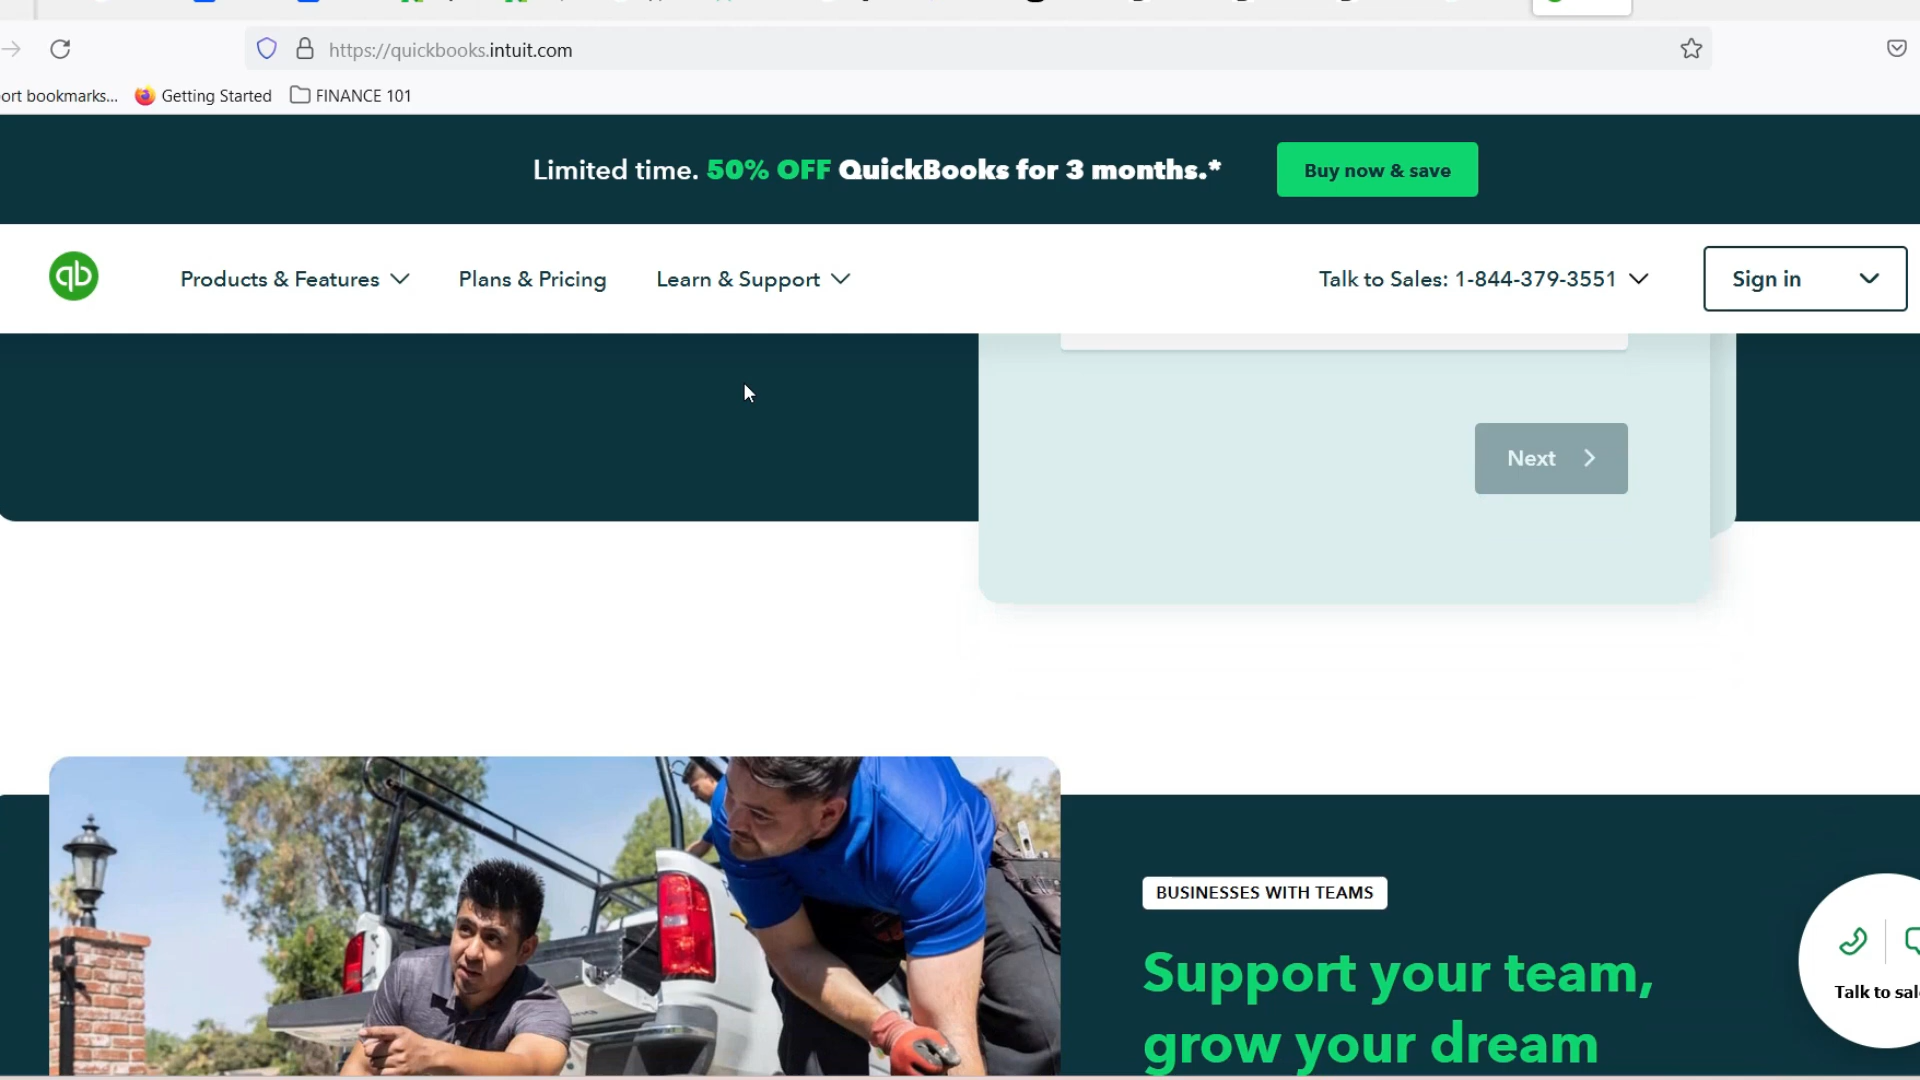 https://quickbooks.intuit.com
ort bookmarks...
Getting Started
FINANCE 101
Limited time. 50% OFF QuickBooks for 3 months.*
Buy now & save
qb
Products & Features
Plans & Pricing
Learn & Support
Talk to Sales: 1-844-379-3551
Sign in
Next
BUSINESSES WITH TEAMS
Support your team,
grow your dream
Talk to sal